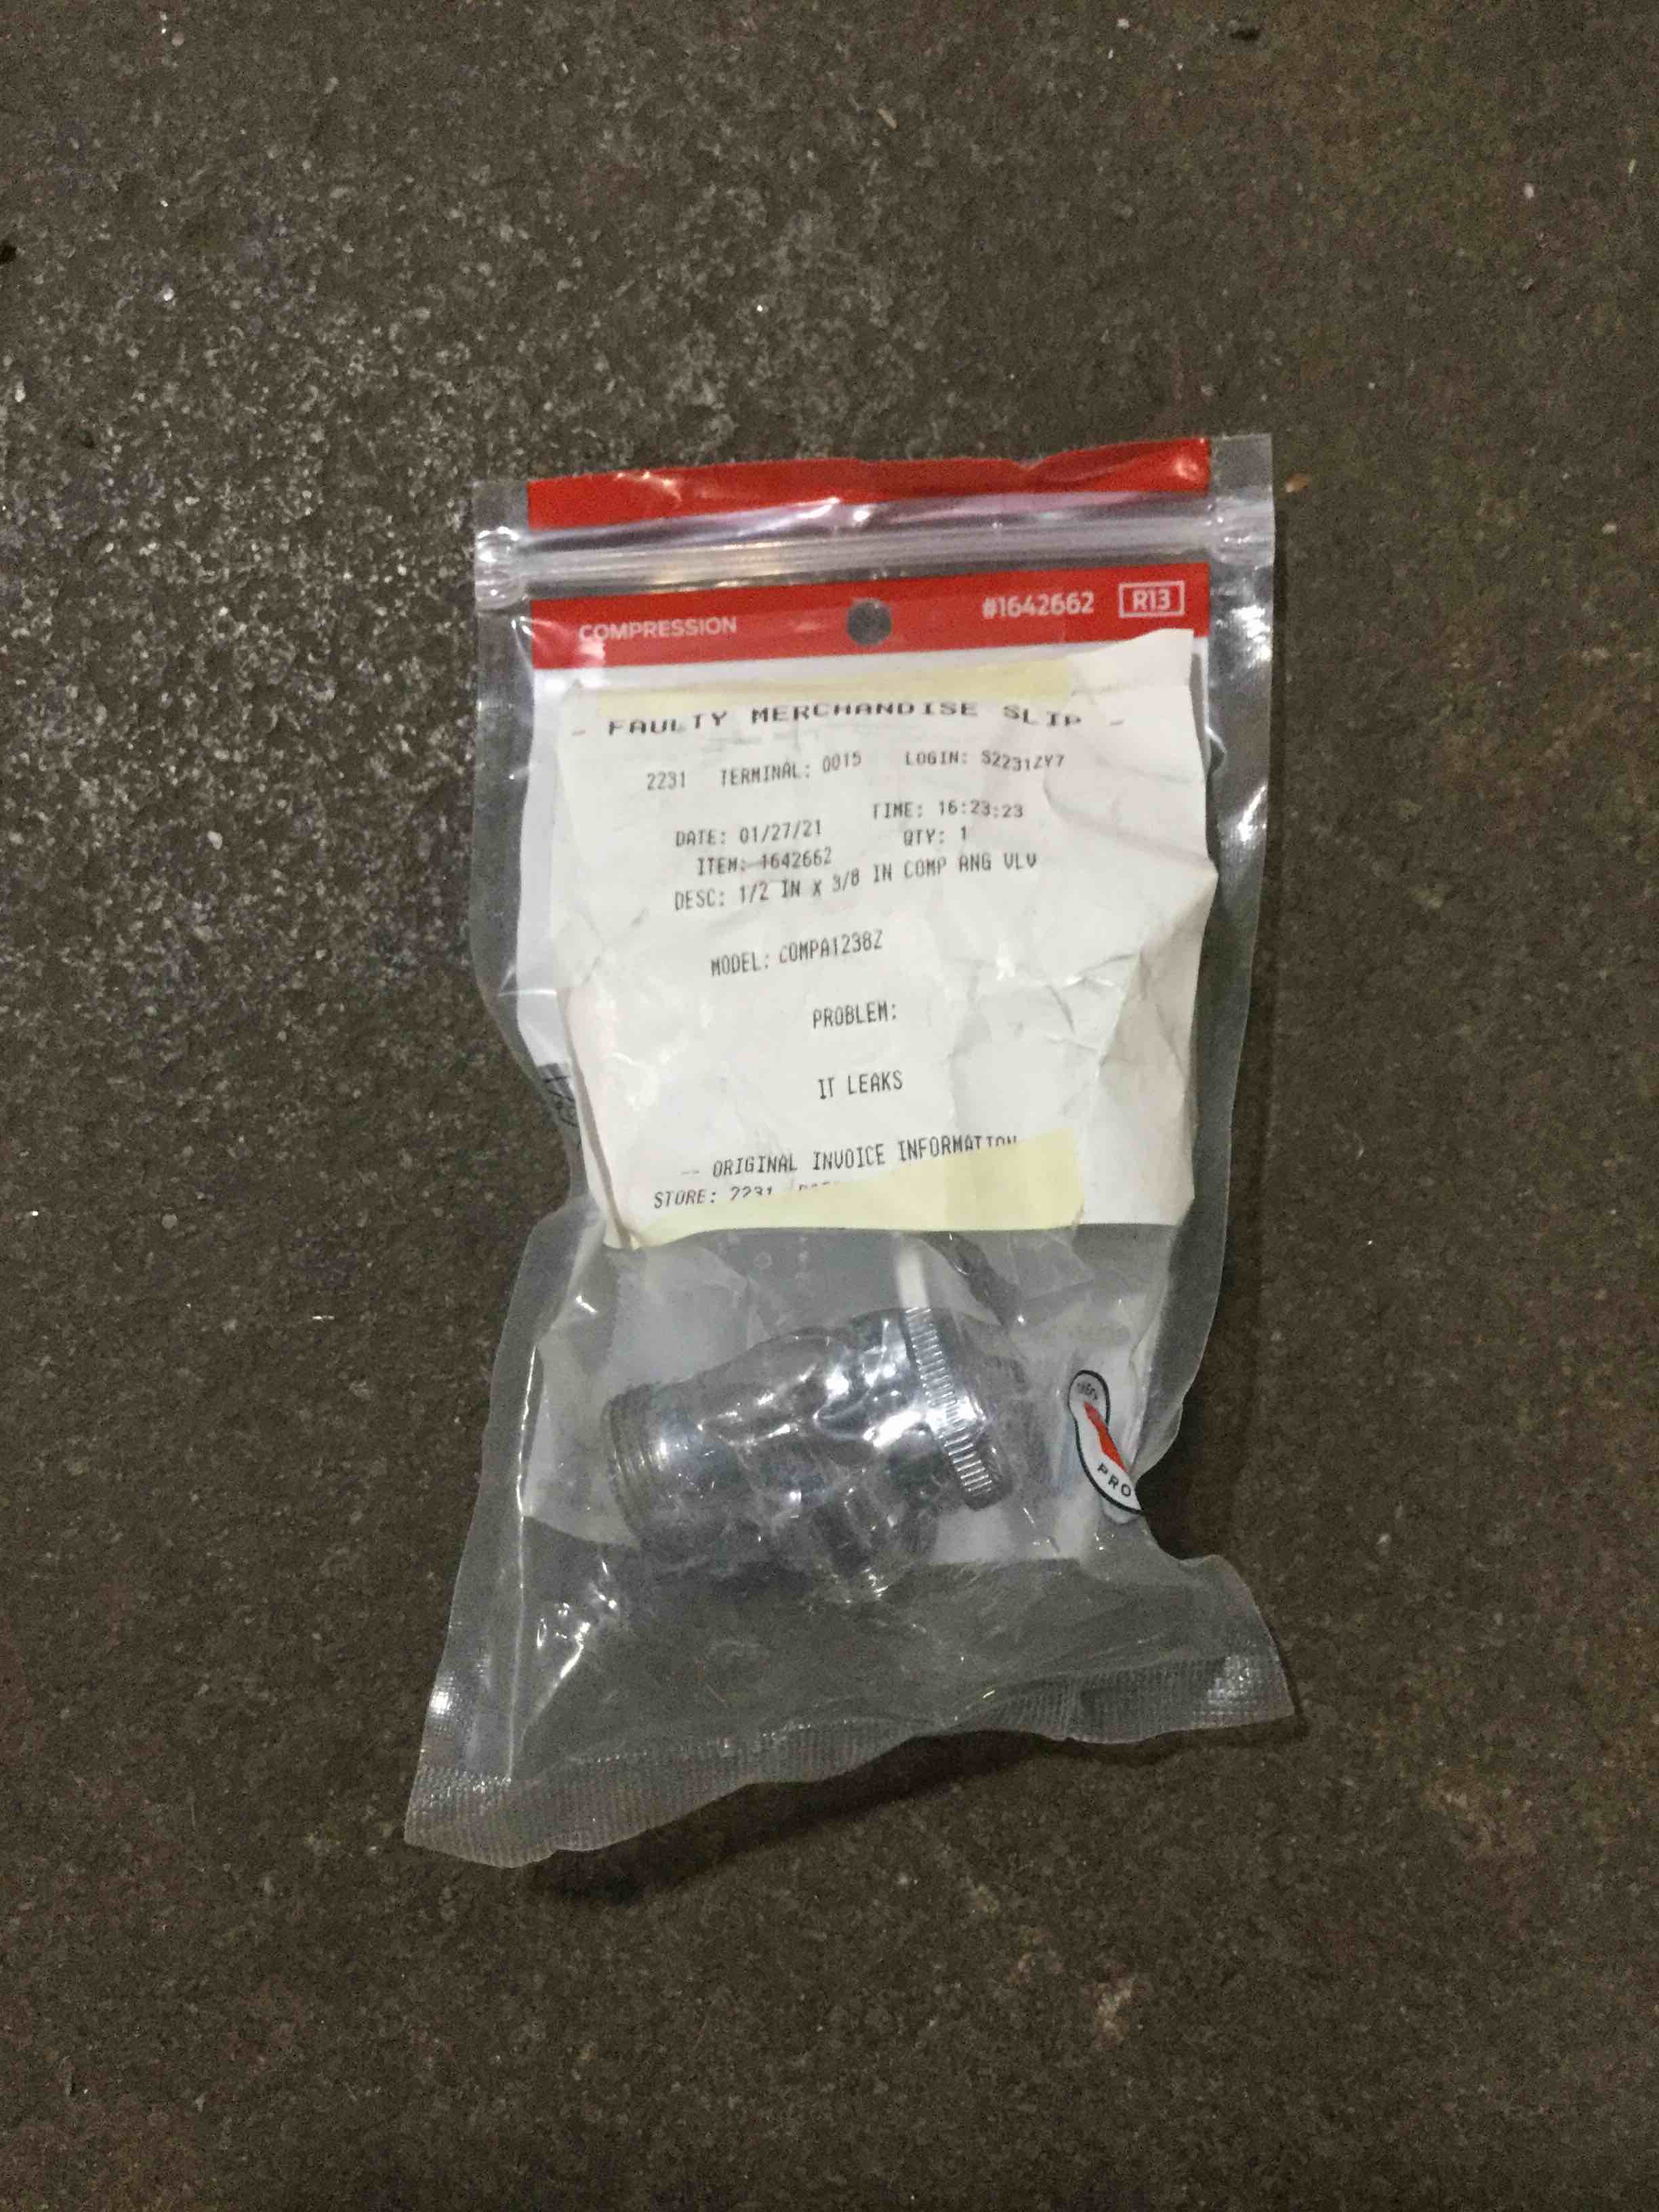 COMPRESSION #1642662 R13
- FAULTY MERCHANDISE SLIP -
2231 TERMINAL: 0015 LOGIN: S2231ZY7
DATE: 01/27/21 TIME: 16:23:23
ITEM: 1642662 QTY: 1
DESC: 1/2 IN x 3/8 IN COMP ANG VLV
MODEL: COMPA1238Z
PROBLEM:
IT LEAKS
-- ORIGINAL INVOICE INFORMATION
STORE: 2231
PRO